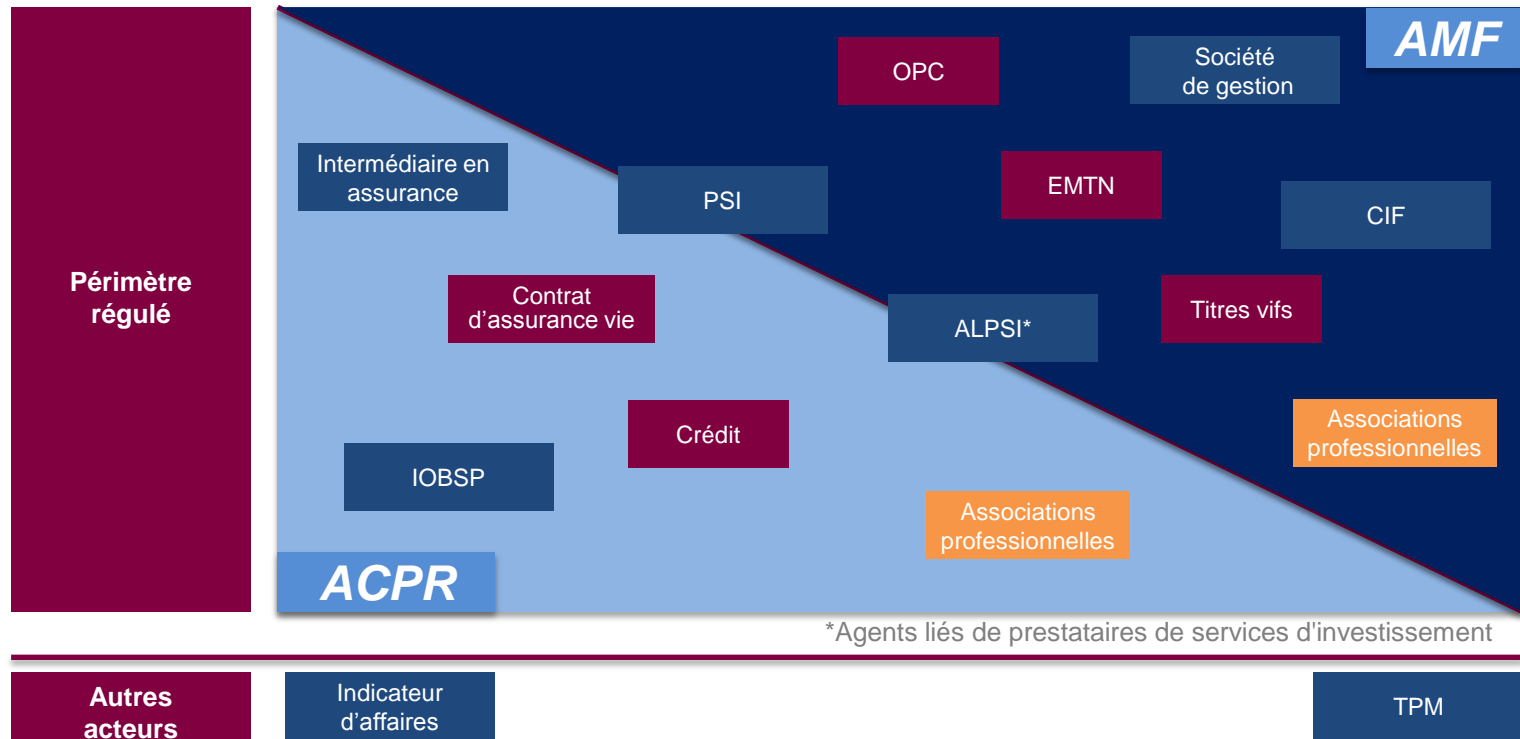 Périmètre
régulé
AMF
OPC
Société
de gestion
Intermédiaire en
assurance
PSI
EMTN
CIF
Contrat
d’assurance vie
ALPSI*
Titres vifs
Crédit
Associations
professionnelles
IOBSP
Associations
professionnelles
ACPR
*Agents liés de prestataires de services d'investissement
Autres
acteurs
Indicateur
d’affaires
TPM